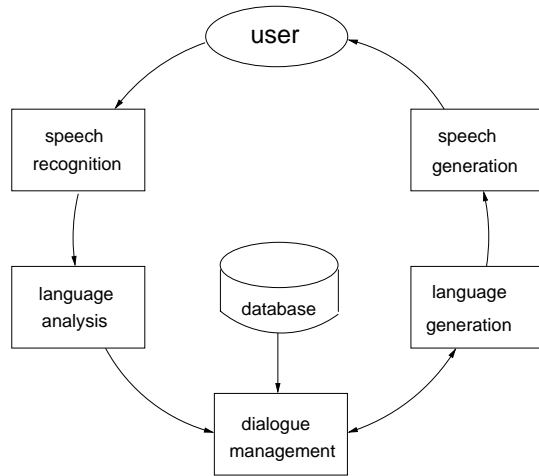 user
speech
recognition
speech
generation
language
analysis
database
language
generation
dialogue
management